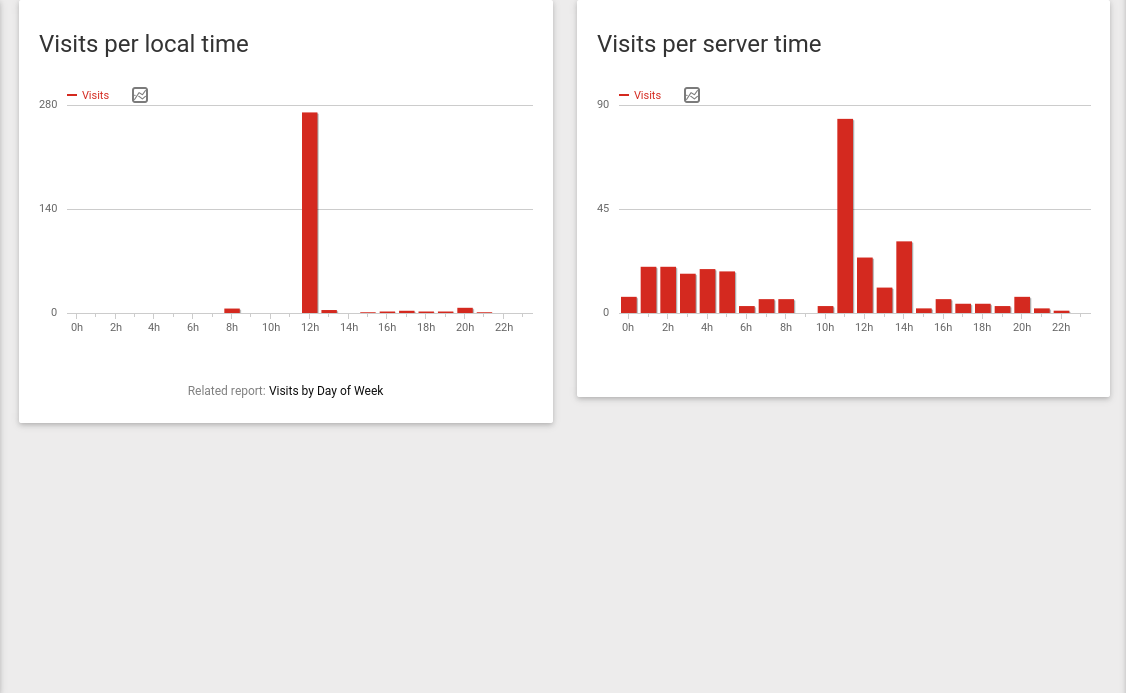 Visits per local time
Visits
280
140
0
0h 2h 4h 6h 8h 10h 12h 14h 16h 18h 20h 22h
Related report: Visits by Day of Week
Visits per server time
Visits
90
45
0
0h 2h 4h 6h 8h 10h 12h 14h 16h 18h 20h 22h